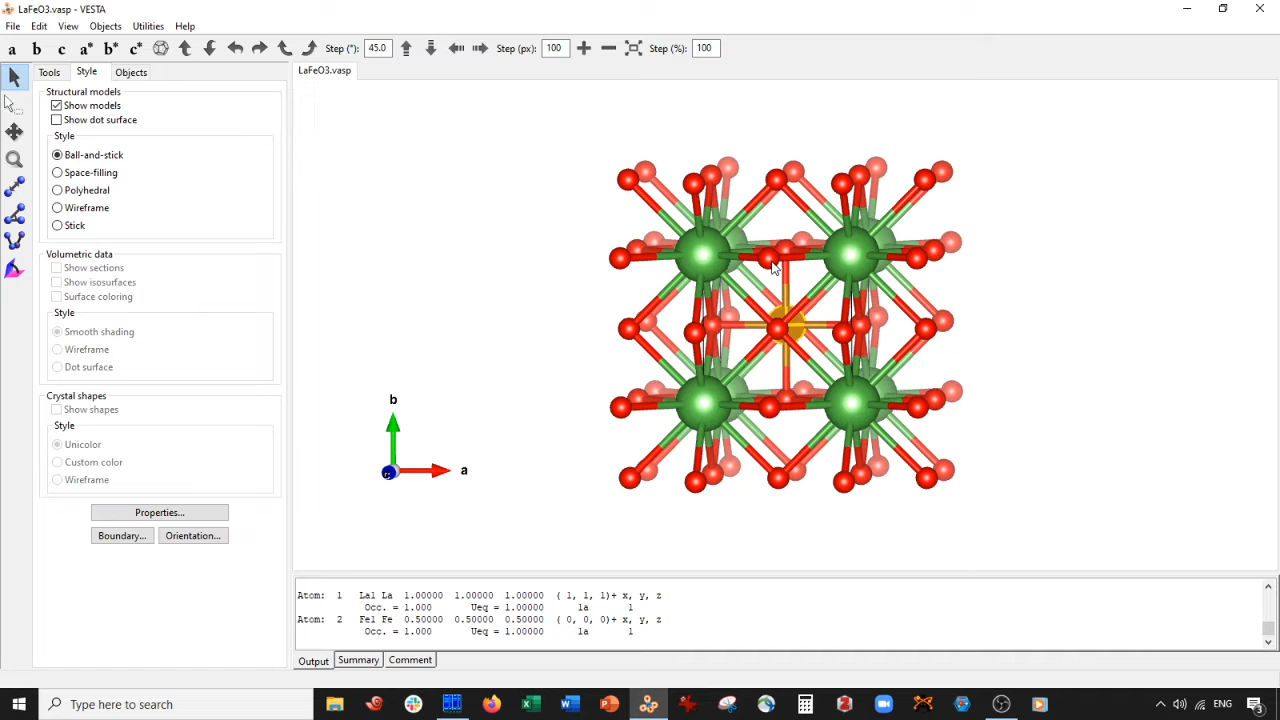 LaFeO3.vasp - VESTA
File Edit View Objects Utilities Help
a b c a* b* c* Step (°): 45.0 Step (px): 100 Step (%): 100
Tools Style Objects
LaFeO3.vasp
Structural models
Show models
Show dot surface
Style
Ball-and-stick
Space-filling
Polyhedral
Wireframe
Stick
Volumetric data
Show sections
Show isosurfaces
Surface coloring
Style
Smooth shading
Wireframe
Dot surface
Crystal shapes
Show shapes
Style
Unicolor
Custom color
Wireframe
Properties...
Boundary... Orientation...
b
a
c
Atom: 1 La1 La 1.00000 1.00000 1.00000 ( 1, 1, 1)+ x, y, z
Occ. = 1.000 Ueq = 1.00000 1a 1
Atom: 2 Fe1 Fe 0.50000 0.50000 0.50000 ( 0, 0, 0)+ x, y, z
Occ. = 1.000 Ueq = 1.00000 1a 1
Output Summary Comment
Type here to search
ENG
3